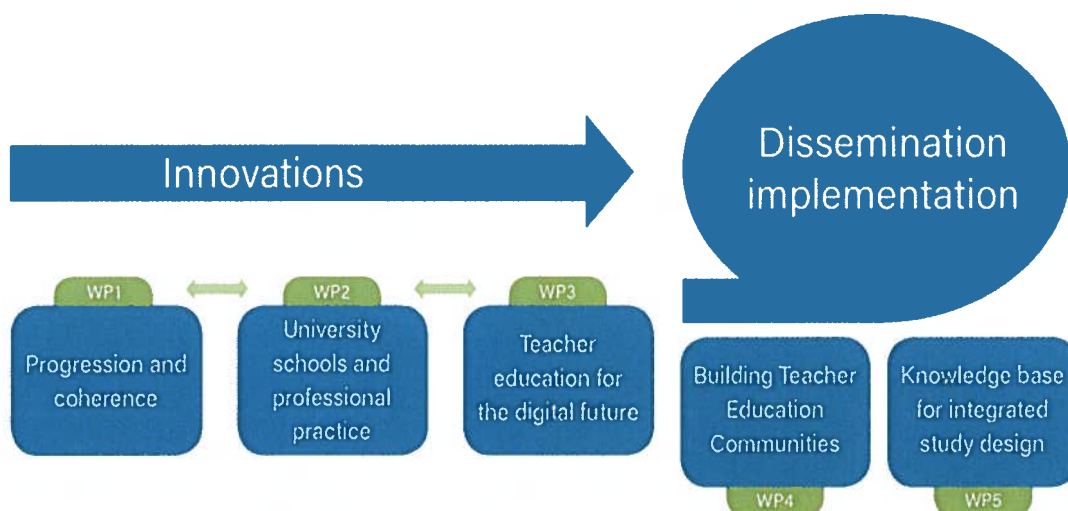 Innovations
Dissemination
implementation
WP1
Progression and
coherence
WP2
University
schools and
professional
practice
WP3
Teacher
education for
the digital future
Building Teacher
Education
Communities
WP4
Knowledge base
for integrated
study design
WP5